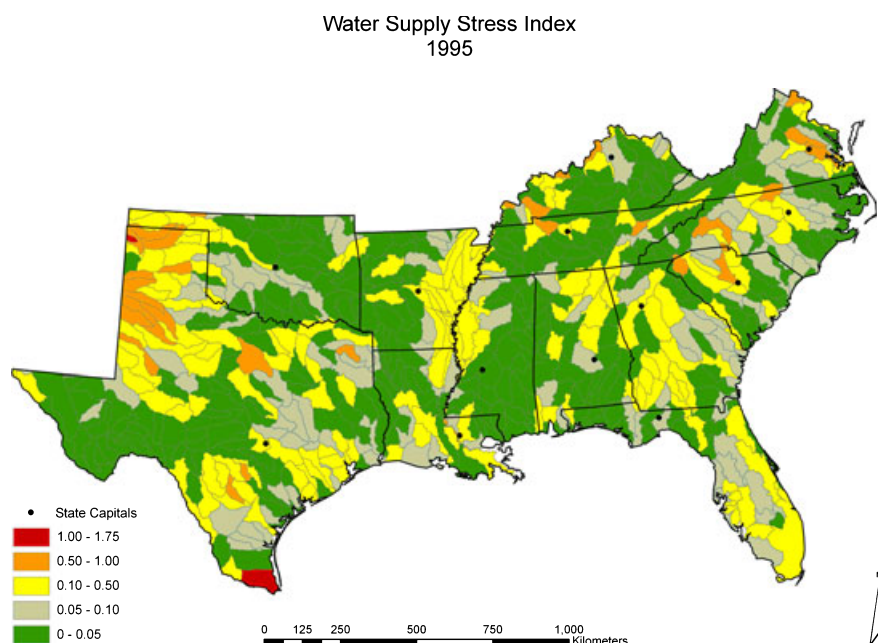 Water Supply Stress Index
1995
State Capitals
1.00 - 1.75
0.50 - 1.00
0.10 - 0.50
0.05 - 0.10
0 - 0.05
0 125 250 500 750 1,000
Kilometers